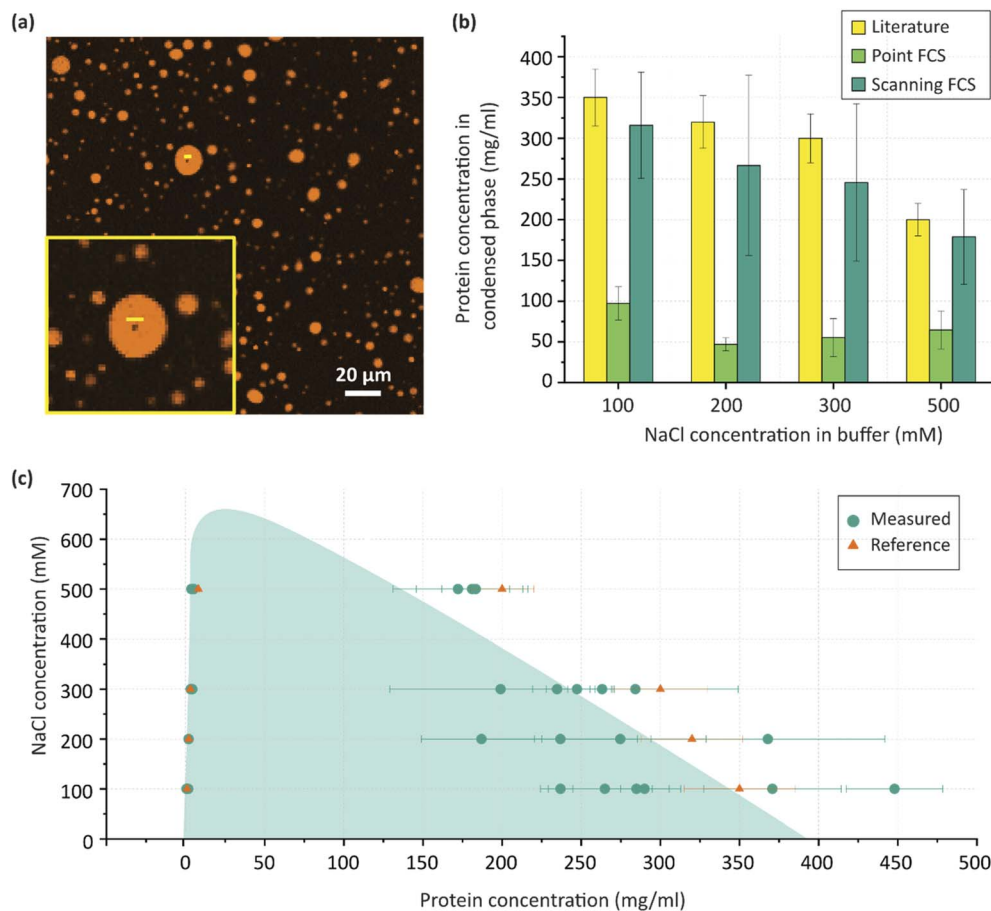 (a)
20 µm
(b)
Literature
Point FCS
Scanning FCS
Protein concentration in
condensed phase (mg/ml)
400
350
300
250
200
150
100
50
0
100 200 300 500
NaCl concentration in buffer (mM)
(c)
Measured
Reference
NaCl concentration (mM)
700
600
500
400
300
200
100
0
0 50 100 150 200 250 300 350 400 450 500
Protein concentration (mg/ml)